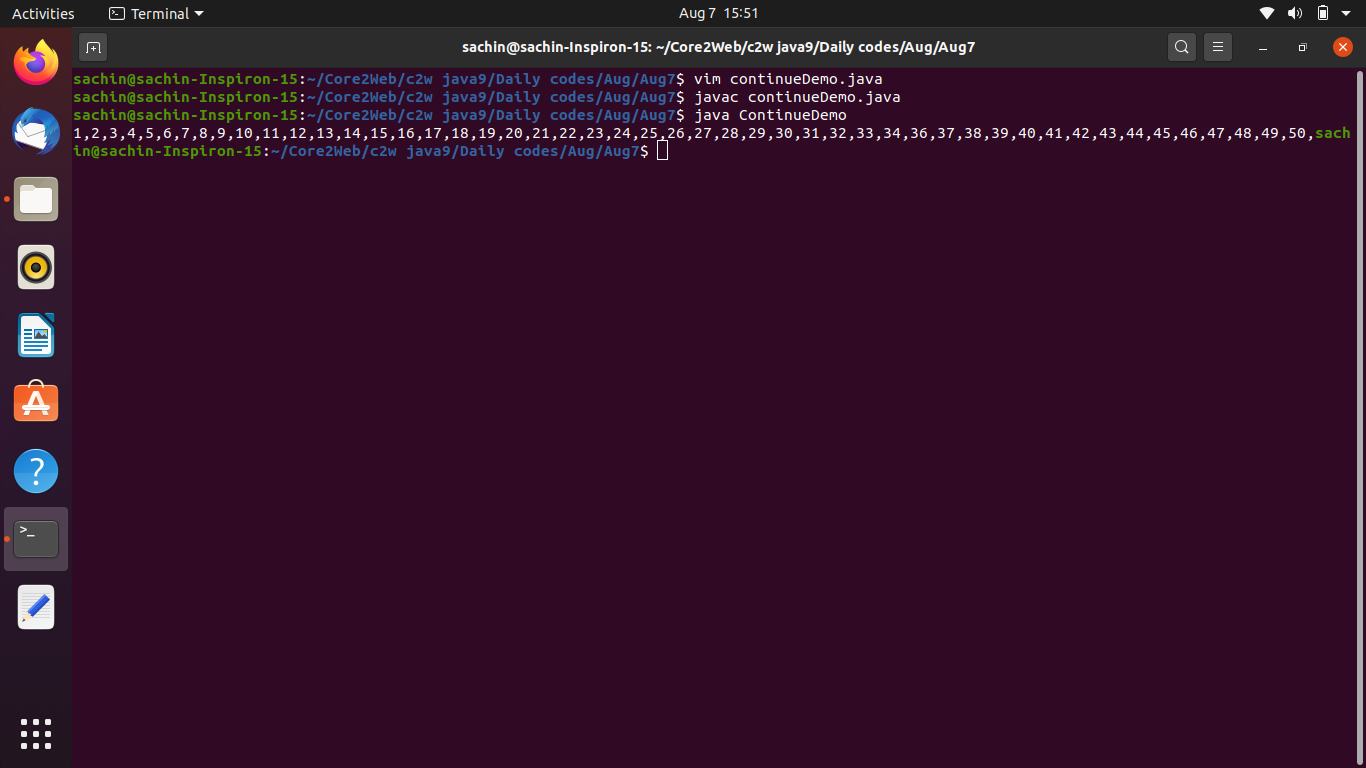 Activities
Terminal
Aug 7 15:51
sachin@sachin-Inspiron-15: ~/Core2Web/c2w java9/Daily codes/Aug/Aug7
sachin@sachin-Inspiron-15:~/Core2Web/c2w java9/Daily codes/Aug/Aug7$ vim continueDemo.java
sachin@sachin-Inspiron-15:~/Core2Web/c2w java9/Daily codes/Aug/Aug7$ javac continueDemo.java
sachin@sachin-Inspiron-15:~/Core2Web/c2w java9/Daily codes/Aug/Aug7$ java ContinueDemo
1,2,3,4,5,6,7,8,9,10,11,12,13,14,15,16,17,18,19,20,21,22,23,24,25,26,27,28,29,30,31,32,33,34,36,37,38,39,40,41,42,43,44,45,46,47,48,49,50,sach
in@sachin-Inspiron-15:~/Core2Web/c2w java9/Daily codes/Aug/Aug7$